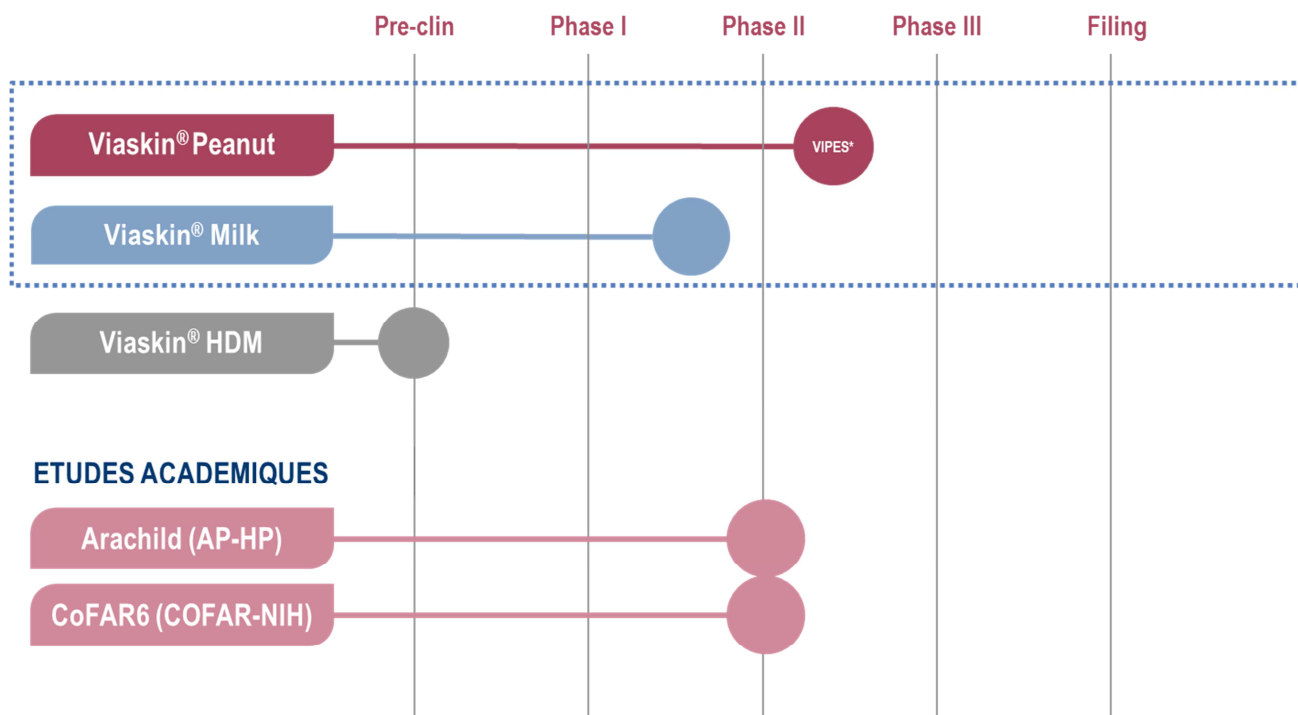 Pre-clin Phase I Phase II Phase III Filing
Viaskin® Peanut
VIPES*
Viaskin® Milk
Viaskin® HDM
ETUDES ACADEMIQUES
Arachild (AP-HP)
CoFAR6 (COFAR-NIH)